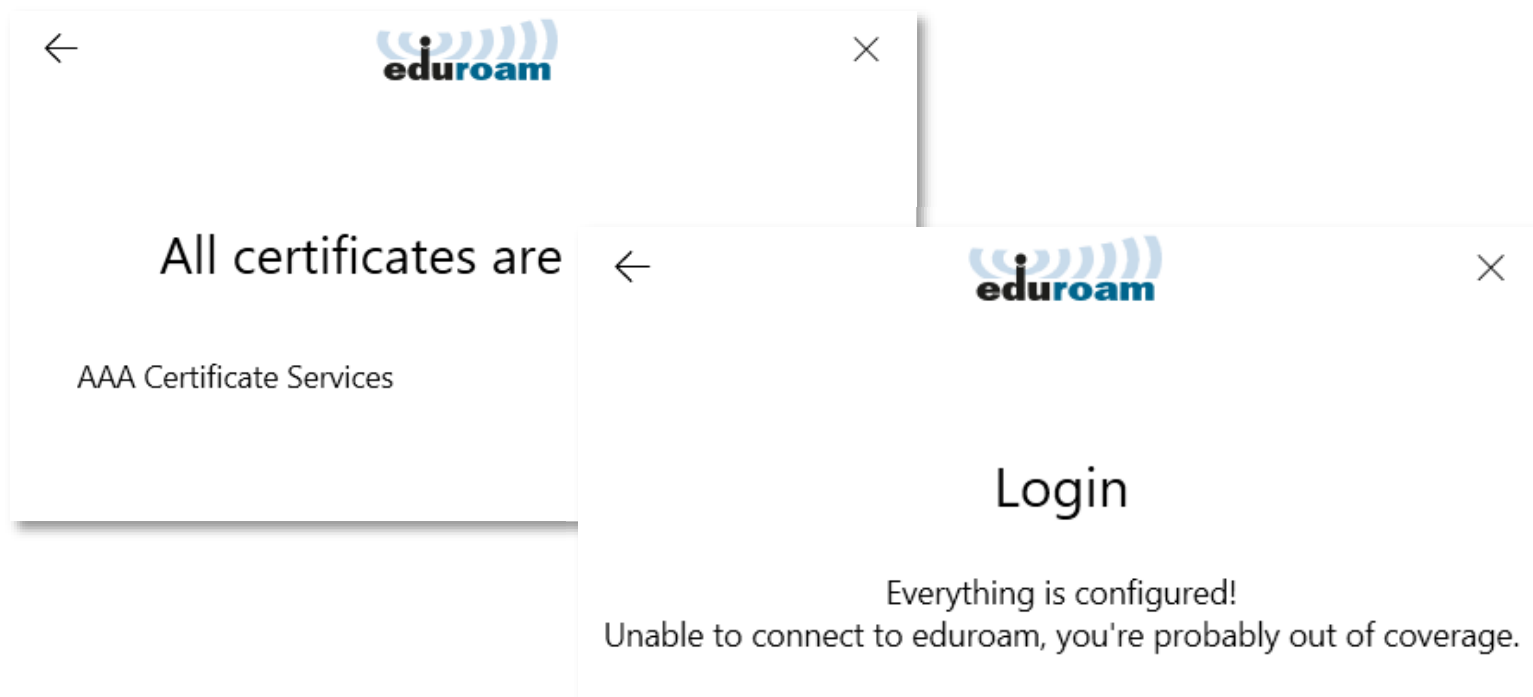 eduroam
All certificates are
AAA Certificate Services
eduroam
Login
Everything is configured!
Unable to connect to eduroam, you're probably out of coverage.